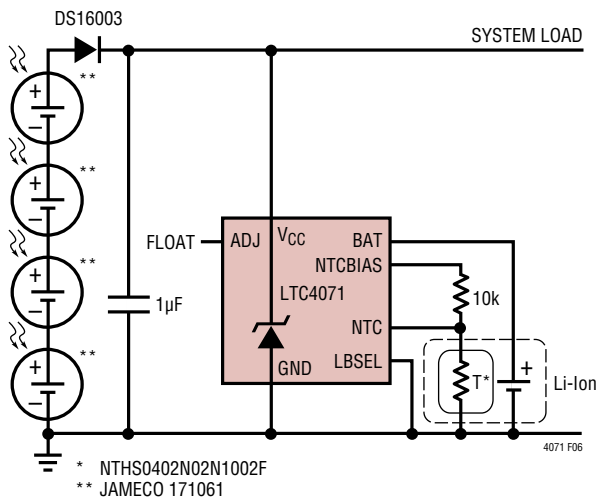 DS16003
SYSTEM LOAD
+
**
–
+
**
–
+
**
–
+
**
–
1µF
FLOAT
ADJ
VCC
BAT
NTCBIAS
LTC4071
10k
NTC
GND
LBSEL
T*
+
Li-Ion
4071 F06
* NTHS0402N02N1002F
** JAMECO 171061